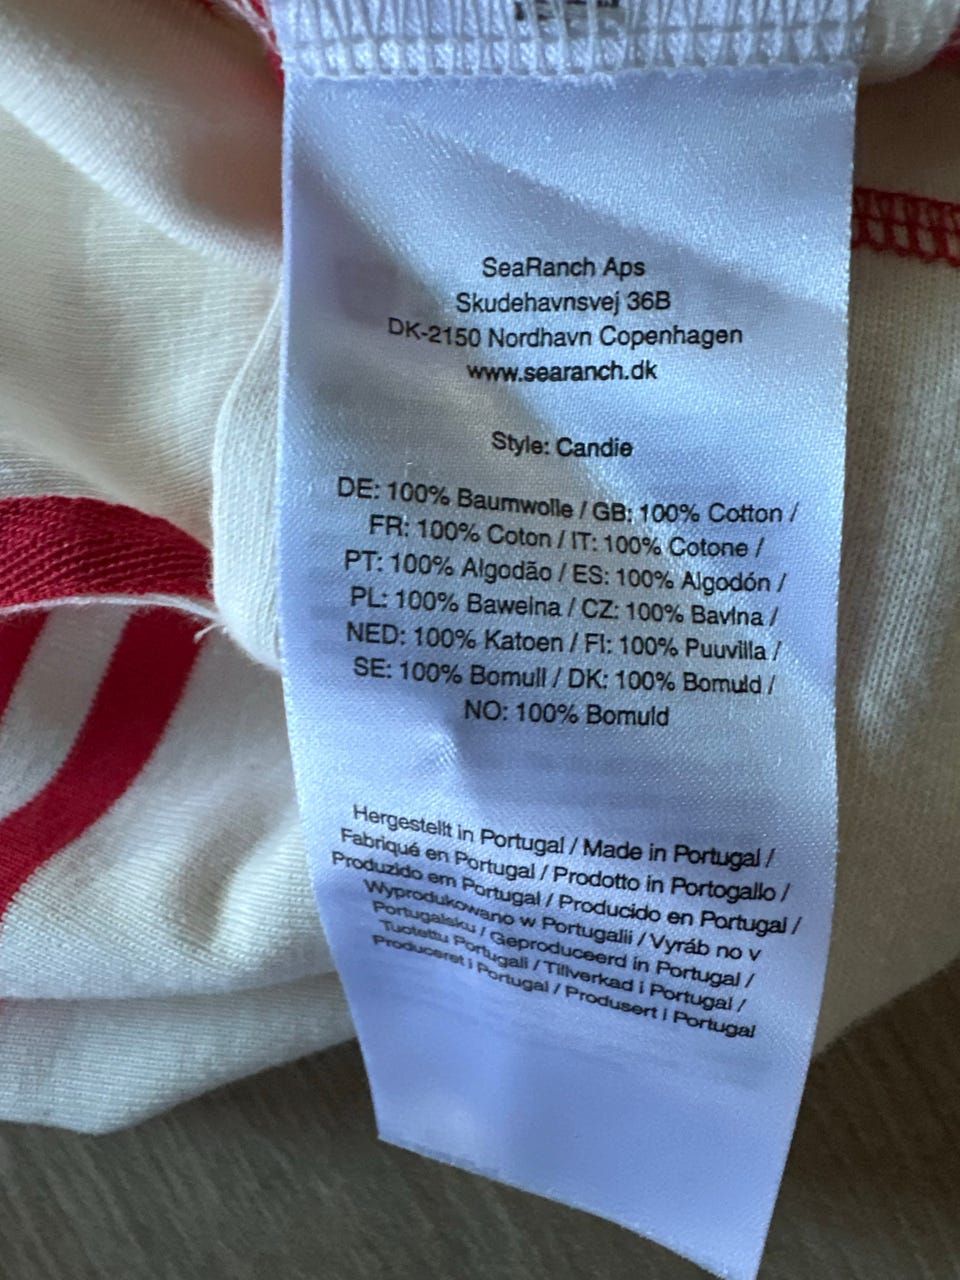 SeaRanch Aps
Skudehavnsvej 36B
DK-2150 Nordhavn Copenhagen
www.searanch.dk
Style: Candie
DE: 100% Baumwolle / GB: 100% Cotton /
FR: 100% Coton / IT: 100% Cotone /
PT: 100% Algodão / ES: 100% Algodón /
PL: 100% Bawelna / CZ: 100% Bavlna /
NED: 100% Katoen / FI: 100% Puuvilla /
SE: 100% Bomull / DK: 100% Bomuld /
NO: 100% Bomuld
Hergestellt in Portugal / Made in Portugal /
Fabriqué en Portugal / Prodotto in Portogallo /
Produzido em Portugal / Producido en Portugal /
Wyprodukowano w Portugalii / Vyráb no v
Portugalsku / Geproduceerd in Portugal /
Tuotettu Portugali / Tillverkad i Portugal /
Produceret i Portugal / Produsert i Portugal